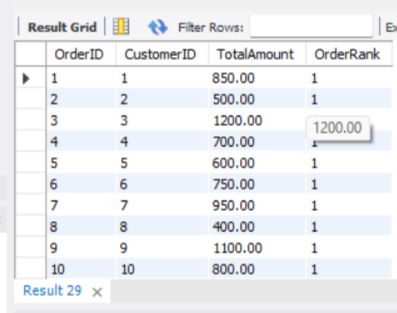 Result Grid Filter Rows:
OrderID CustomerID TotalAmount OrderRank
1 1 850.00 1
2 2 500.00 1
3 3 1200.00
1200.00
4 4 700.00 1
5 5 600.00 1
6 6 750.00 1
7 7 950.00 1
8 8 400.00 1
9 9 1100.00 1
10 10 800.00 1
Result 29 ×